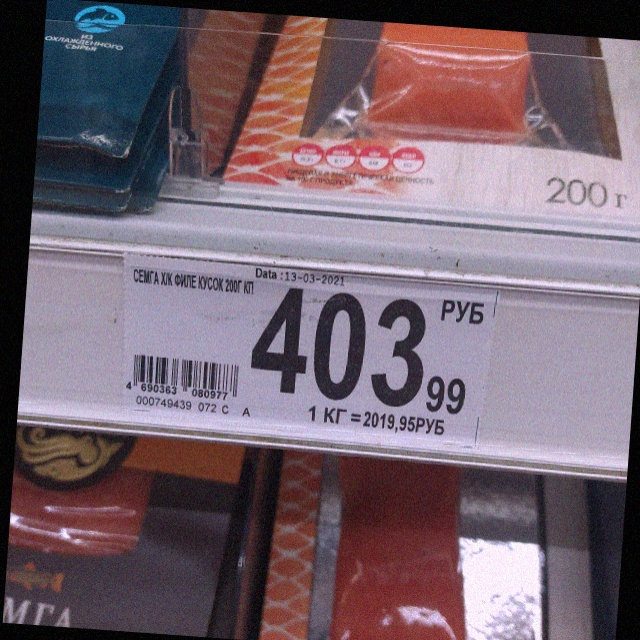 ИЗ
ОХЛАЖДЕННОГО
СЫРЬЯ
200 г
Data :13-03-2021
СЕМГА Х/К ФИЛЕ КУСОК 200Г КП
403
РУБ
99
4 690363 080977
000749439 072 С А
1 КГ =2019,95РУБ
МГА